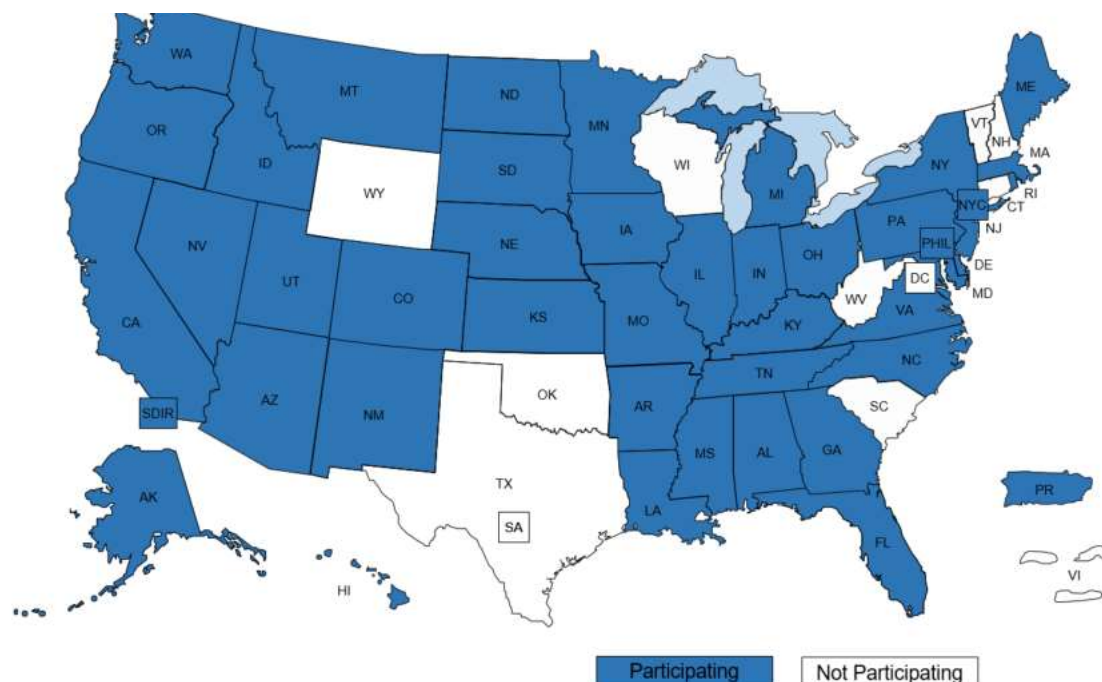 WA
MT
ND
MN
ME
VT
NH
OR
ID
SD
WI
MI
NY
MA
WY
RI
NYC
CT
IA
PA
NJ
NE
PHIL
NV
OH
DE
UT
IL
IN
DC
MD
CO
WV
VA
CA
KS
MO
KY
NC
TN
AZ
OK
SDIR
NM
AR
SC
MS
AL
GA
TX
AK
PR
SA
LA
FL
VI
HI
Participating
Not Participating